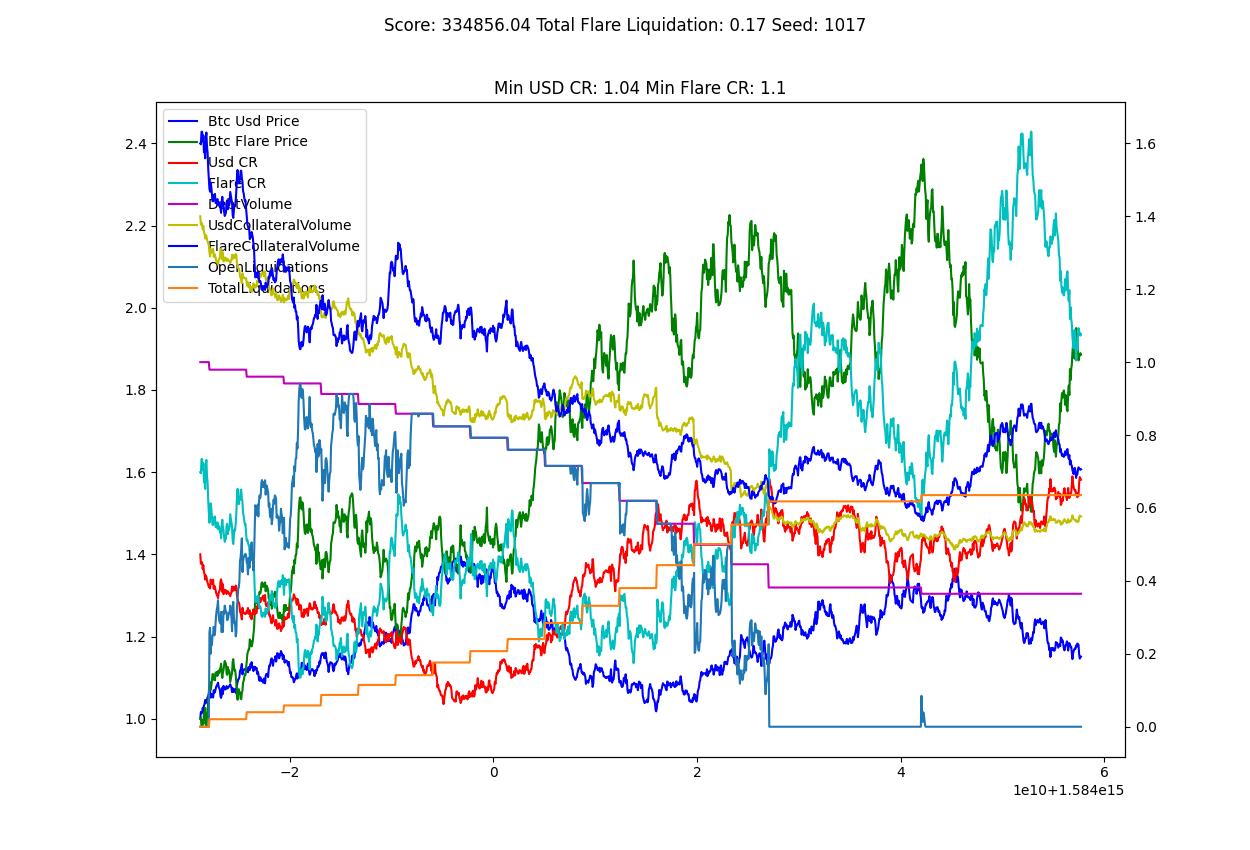 Score: 334856.04 Total Flare Liquidation: 0.17 Seed: 1017
Min USD CR: 1.04 Min Flare CR: 1.1
Btc Usd Price
Btc Flare Price
Usd CR
Flare CR
DebtVolume
UsdCollateralVolume
FlareCollateralVolume
OpenLiquidations
TotalLiquidations
2.4
2.2
2.0
1.8
1.6
1.4
1.2
1.0
1.6
1.4
1.2
1.0
0.8
0.6
0.4
0.2
0.0
−2
0
2
4
6
1e10+1.584e15